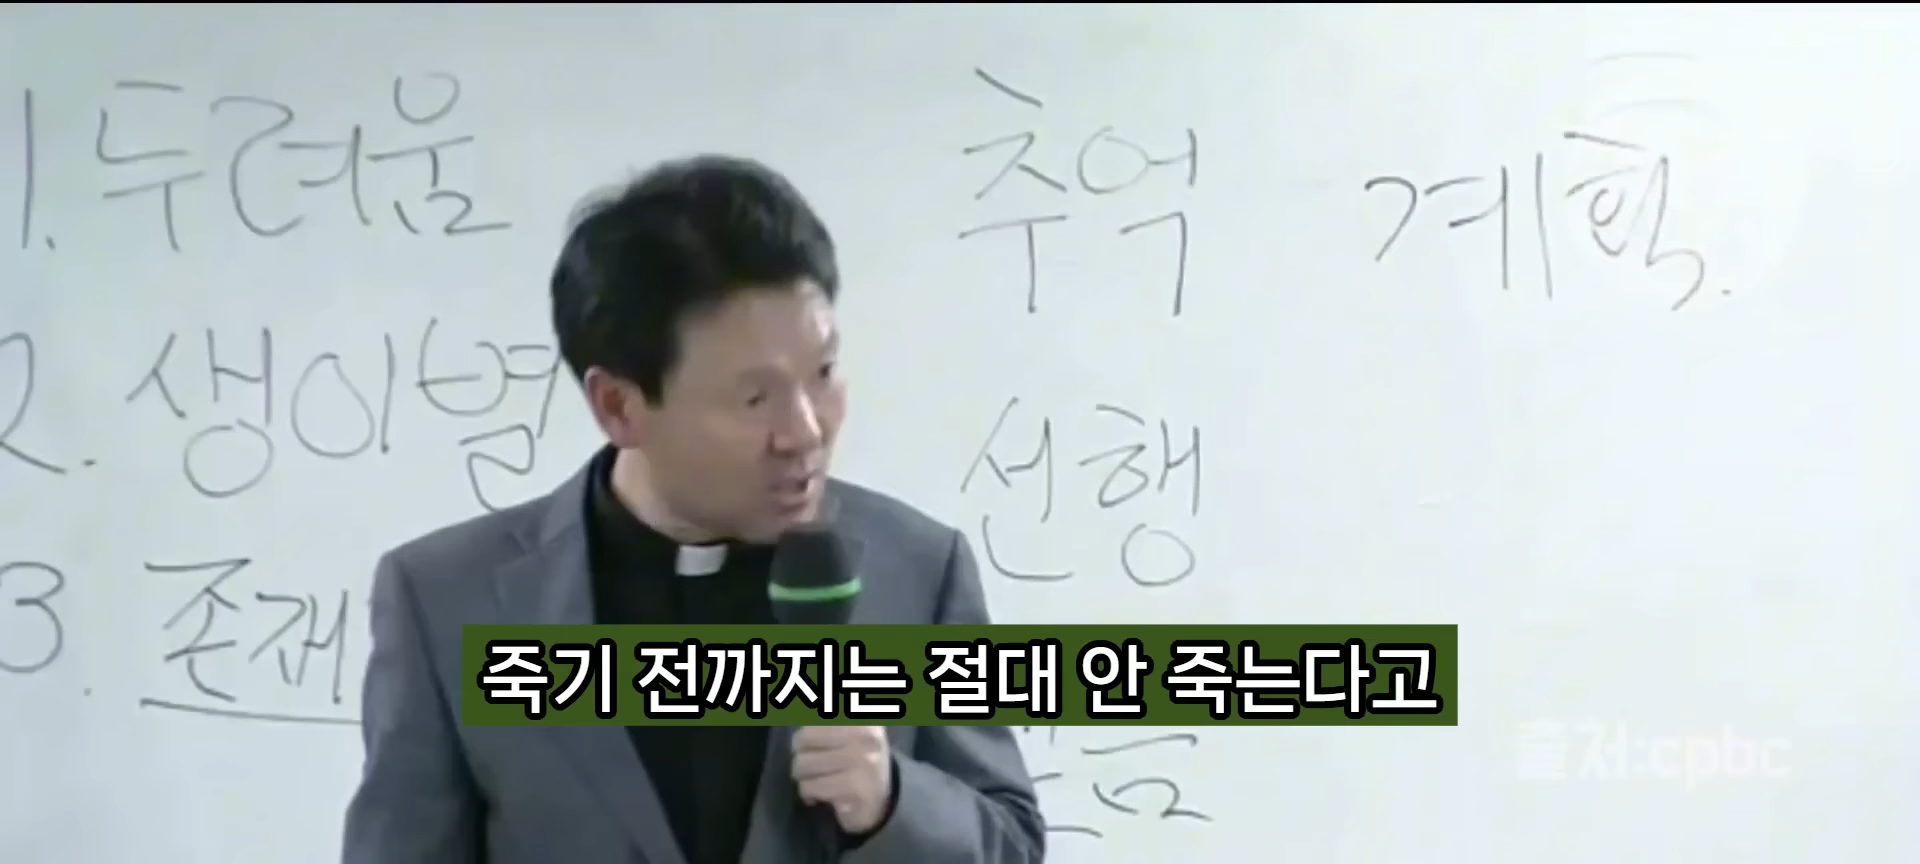 1. 두려움
2. 생이별
3. 존재
추억
계획.
선행
죽기 전까지는 절대 안 죽는다고
출처:cpbc